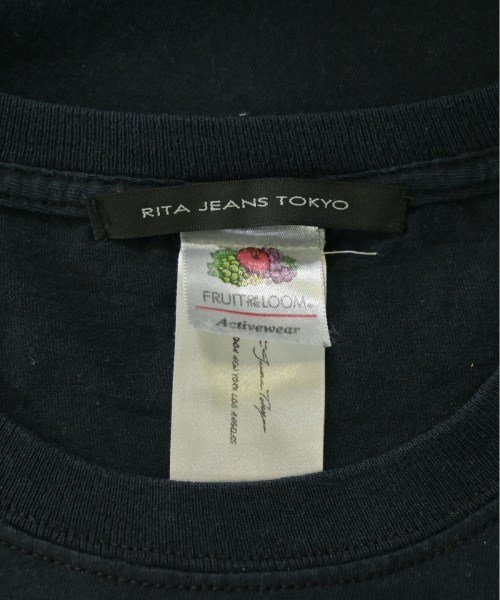 RITA JEANS TOKYO
FRUIT OF THE LOOM®
Activewear
NEW YORK LOS ANGELES